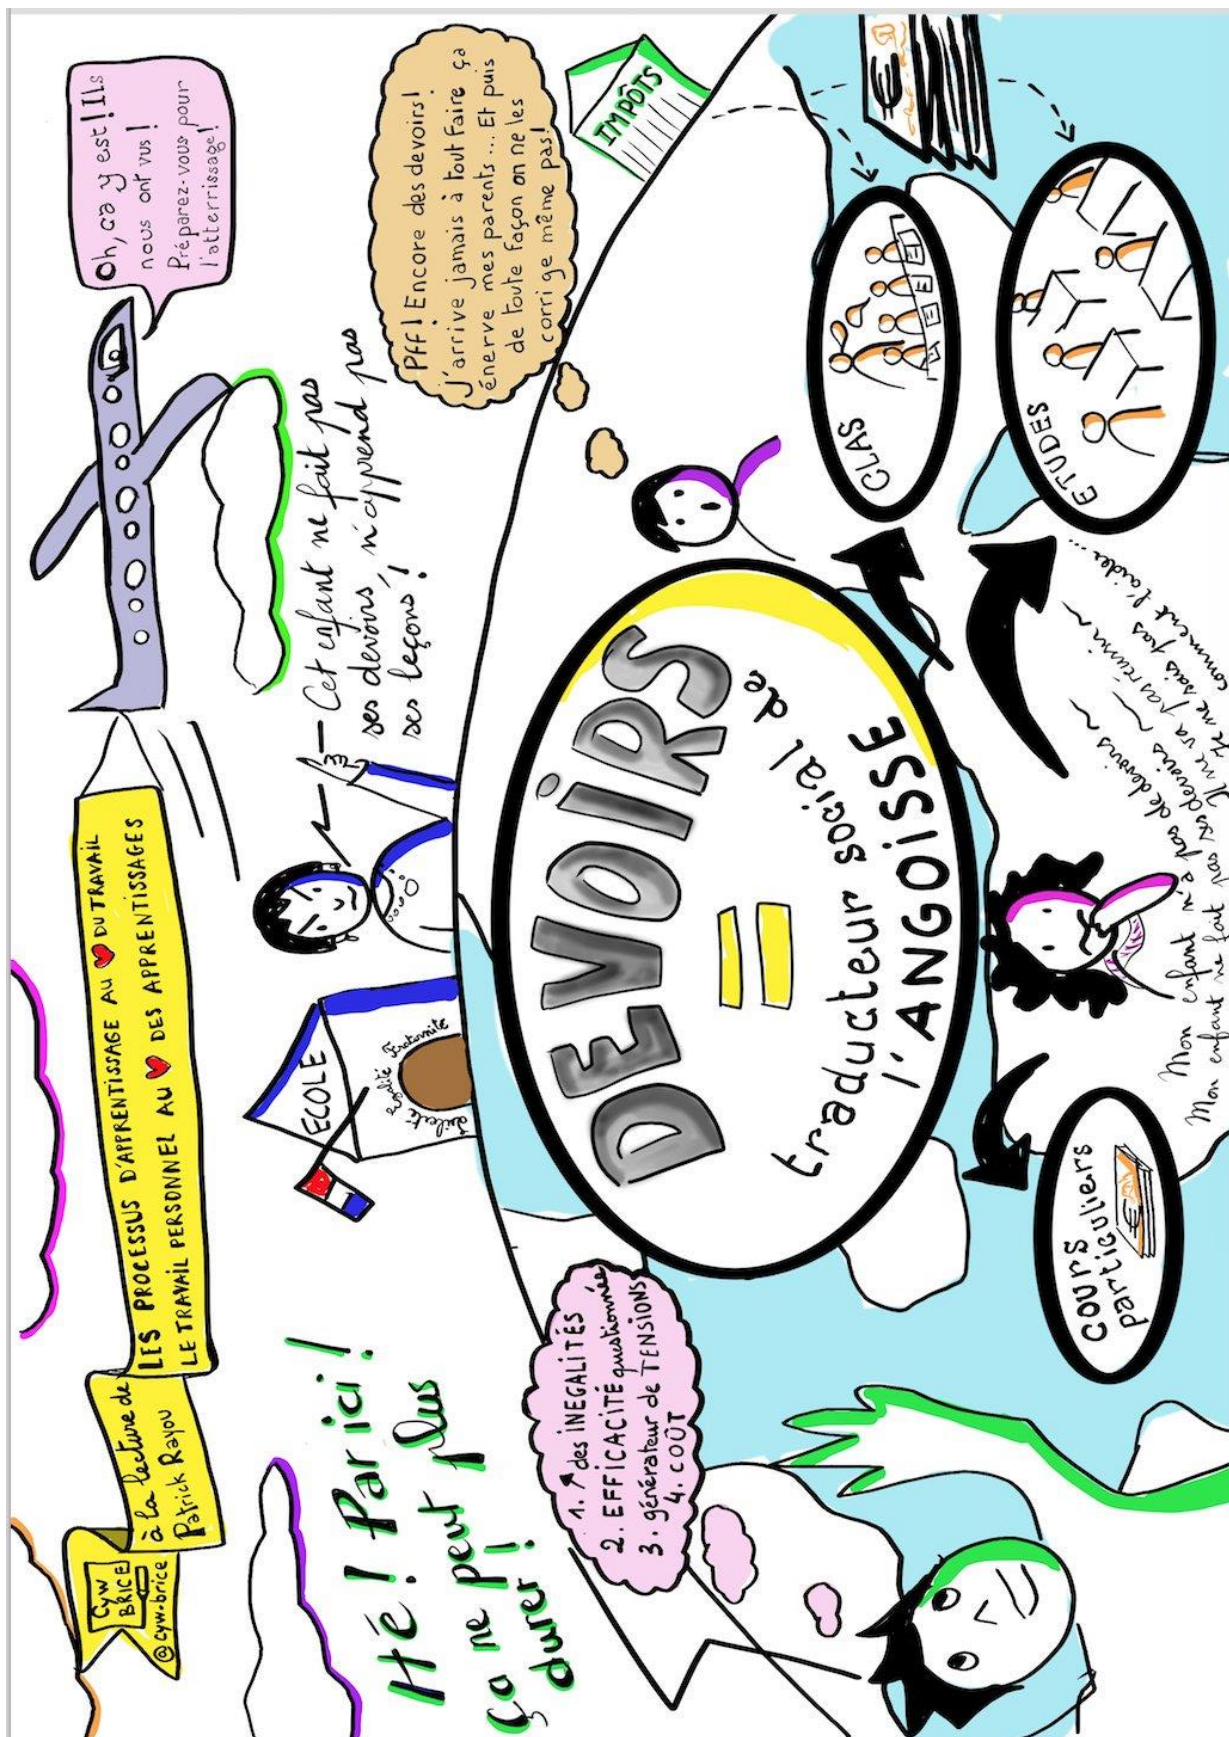 CYW
BRICE
@cyw-brice
à la lecture de
Patrick Rayou
LES PROCESSUS D'APPRENTISSAGE AU ❤ DU TRAVAIL
LE TRAVAIL PERSONNEL AU ❤ DES APPRENTISSAGES
Oh, ça y est ! Ils
nous ont vus !
Préparez-vous pour
l'atterrissage !
Hé ! Par ici !
ça ne peut plus
durer !
ECOLE
Liberté Egalité Fraternité
— Cet enfant ne fait pas
ses devoirs, n'apprend pas
ses leçons !
Pff ! Encore des devoirs !
J'arrive jamais à tout faire ça
énerve mes parents ... Et puis
de toute façon on ne les
corrige même pas !
IMPÔTS
1. ↗ des INEGALITÉS
2. EFFICACITÉ questionnée
3. générateur de TENSIONS
4. COÛT
DEVOIRS
=
traducteur social de
l'ANGOISSE
CLAS
ETUDES
€
COURS
particuliers
€
Mon enfant n'a pas de devoirs ~
Mon enfant ne fait pas ses devoirs ~
Il ne va pas réussir ~
Je ne sais pas comment l'aider ...